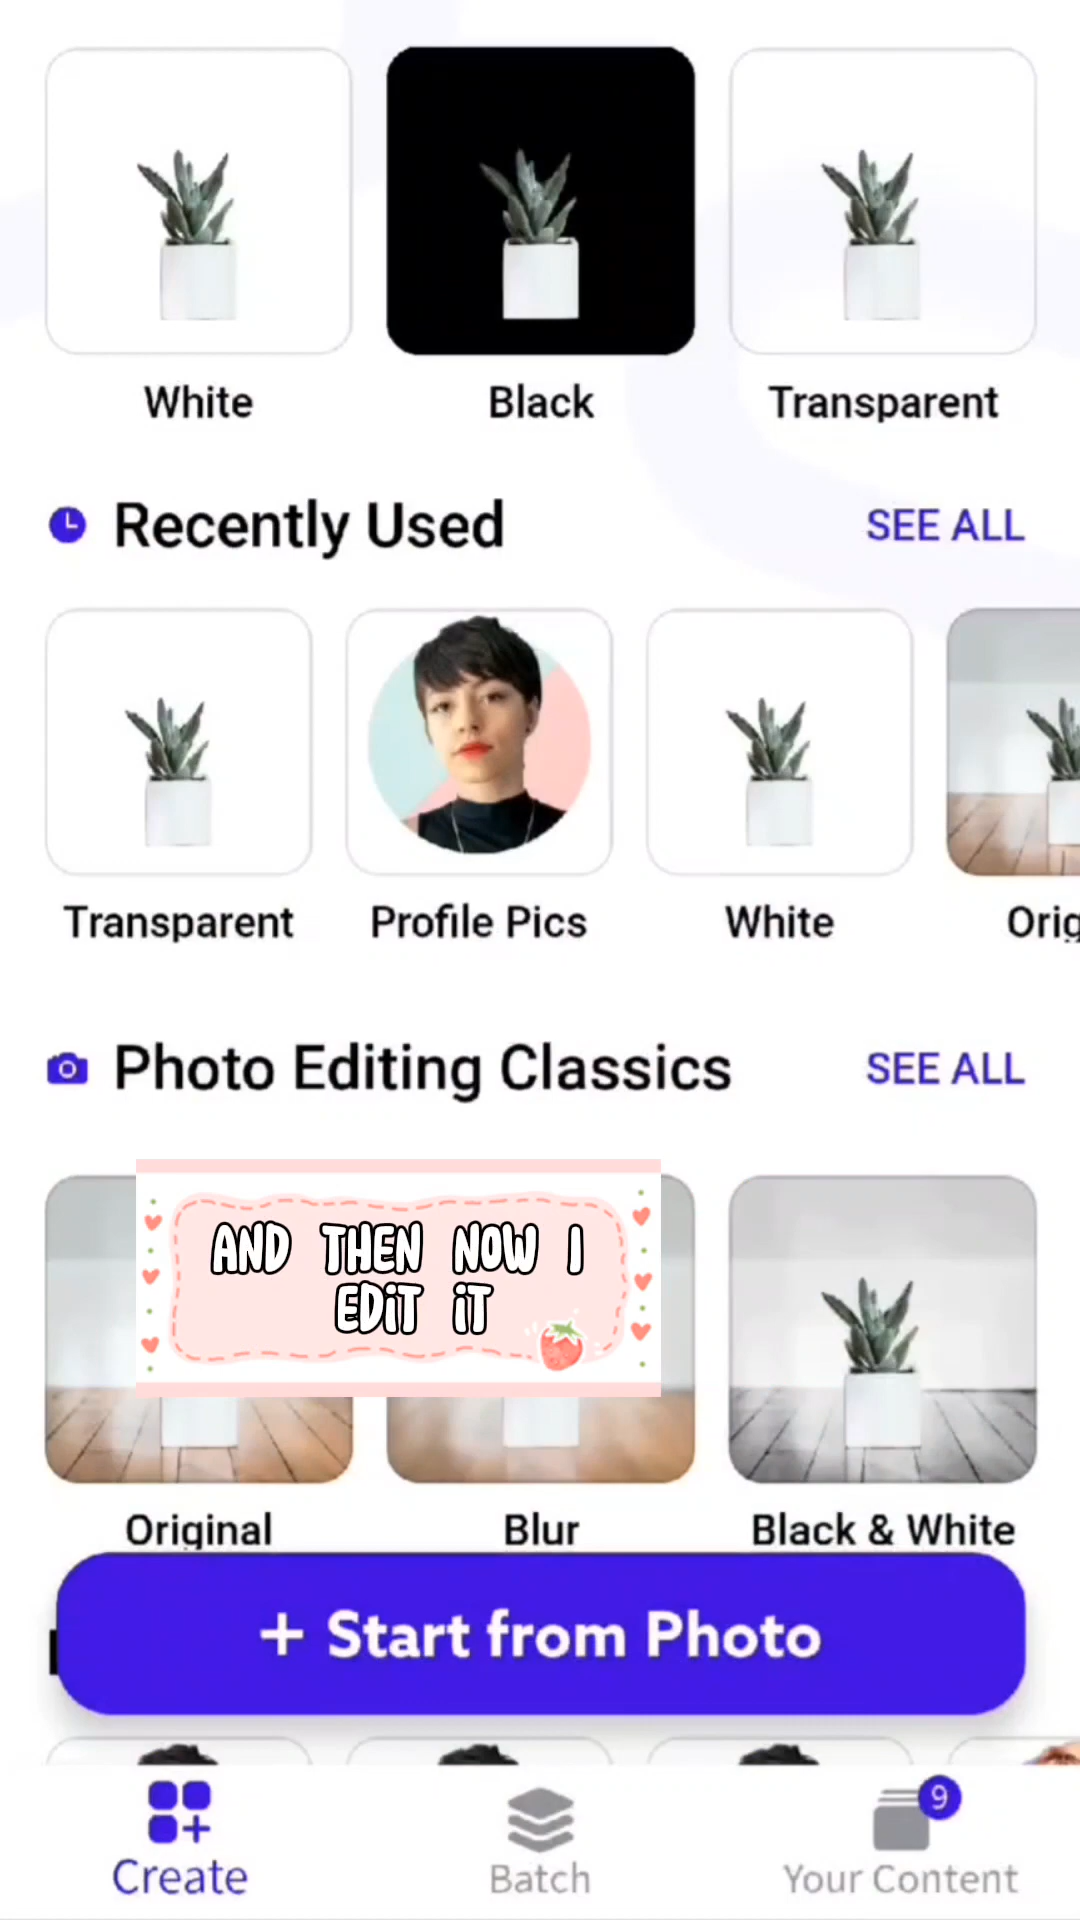 White
Black
Transparent
Recently Used
SEE ALL
Transparent
Profile Pics
White
Orig
Photo Editing Classics
SEE ALL
AND THEN NOW I
EDIT IT
Original
Blur
Black & White
+ Start from Photo
9
Create
Batch
Your Content